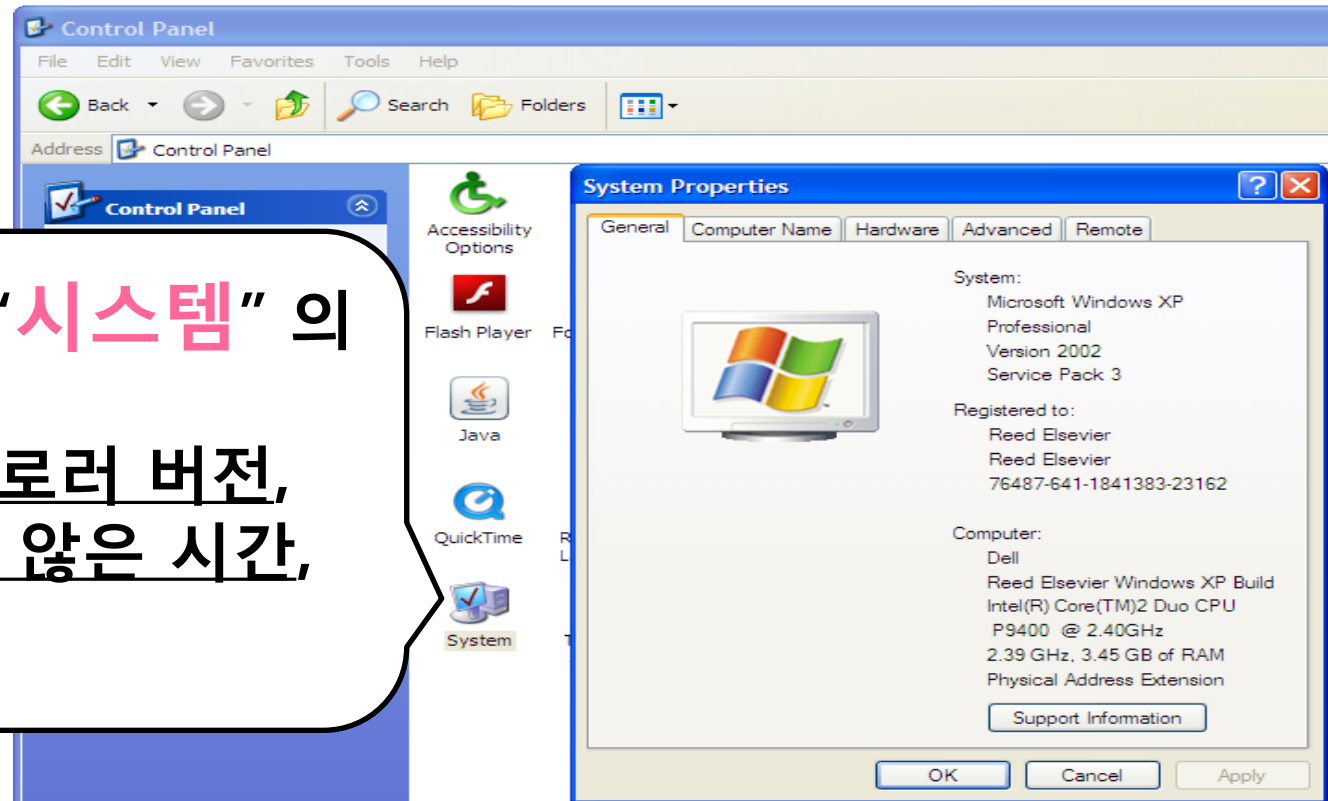 Control Panel
File Edit View Favorites Tools Help
Back Search Folders
Address Control Panel
Control Panel
"시스템" 의
로러 버전,
않은 시간,
Accessibility
Options
Flash Player
Java
QuickTime
System
System Properties
General Computer Name Hardware Advanced Remote
System:
Microsoft Windows XP
Professional
Version 2002
Service Pack 3
Registered to:
Reed Elsevier
Reed Elsevier
76487-641-1841383-23162
Computer:
Dell
Reed Elsevier Windows XP Build
Intel(R) Core(TM)2 Duo CPU
P9400 @ 2.40GHz
2.39 GHz, 3.45 GB of RAM
Physical Address Extension
Support Information
OK Cancel Apply